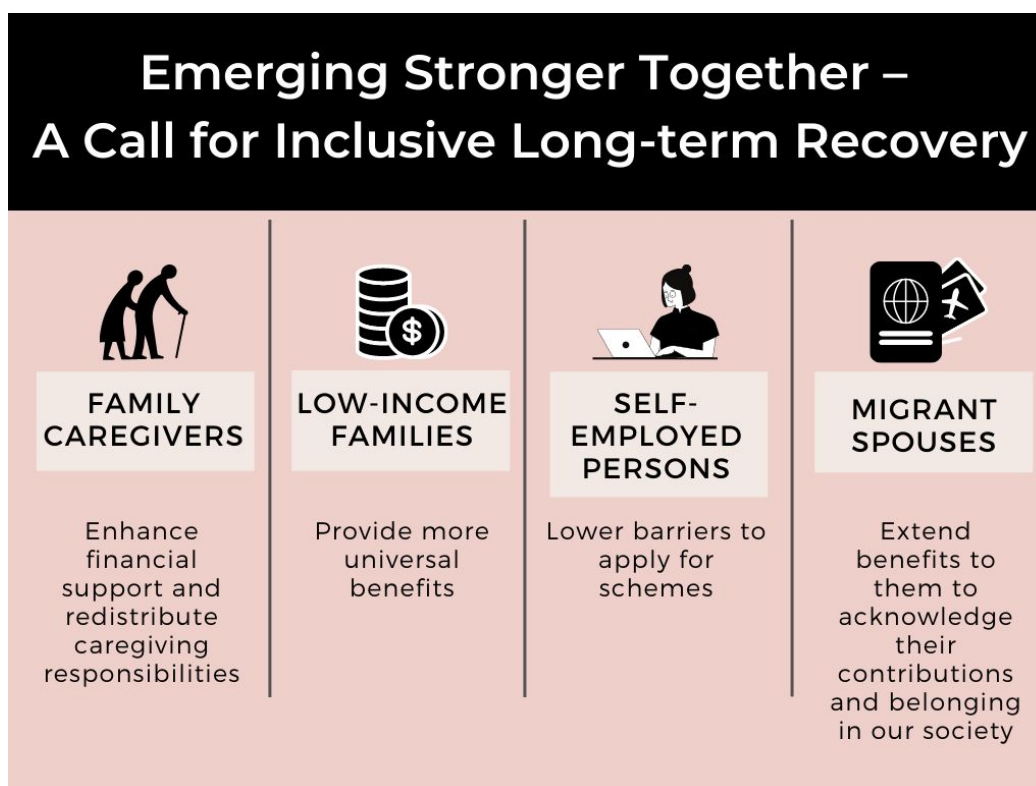 Emerging Stronger Together –
A Call for Inclusive Long-term Recovery
FAMILY
CAREGIVERS
Enhance
financial
support and
redistribute
caregiving
responsibilities
$
LOW-INCOME
FAMILIES
Provide more
universal
benefits
SELF-
EMPLOYED
PERSONS
Lower barriers to
apply for
schemes
MIGRANT
SPOUSES
Extend
benefits to
them to
acknowledge
their
contributions
and belonging
in our society